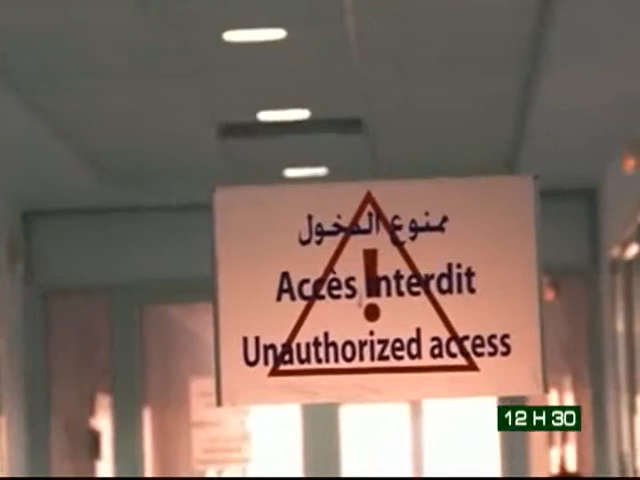 ممنوع الدخول
Accès Interdit
Unauthorized access
12 H 30